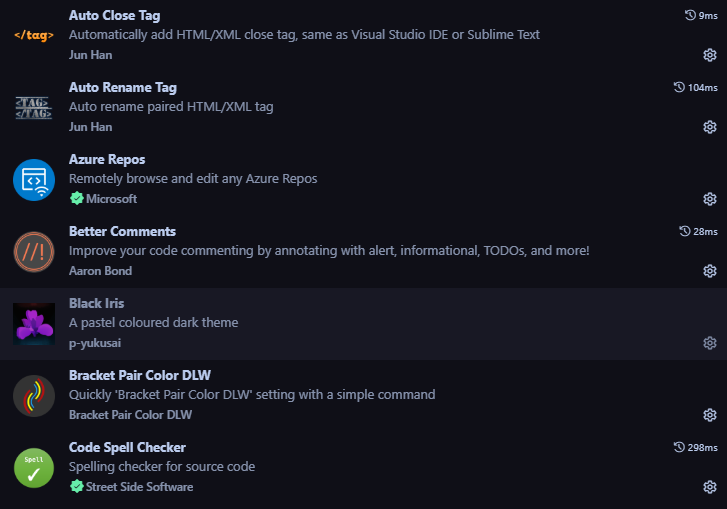 </tag>
Auto Close Tag
9ms
Automatically add HTML/XML close tag, same as Visual Studio IDE or Sublime Text
Jun Han
<TAG>
</TAG>
Auto Rename Tag
104ms
Auto rename paired HTML/XML tag
Jun Han
Azure Repos
Remotely browse and edit any Azure Repos
Microsoft
//!
Better Comments
28ms
Improve your code commenting by annotating with alert, informational, TODOs, and more!
Aaron Bond
Black Iris
A pastel coloured dark theme
p-yukusai
Bracket Pair Color DLW
Quickly 'Bracket Pair Color DLW' setting with a simple command
Bracket Pair Color DLW
Spell
Code Spell Checker
298ms
Spelling checker for source code
Street Side Software